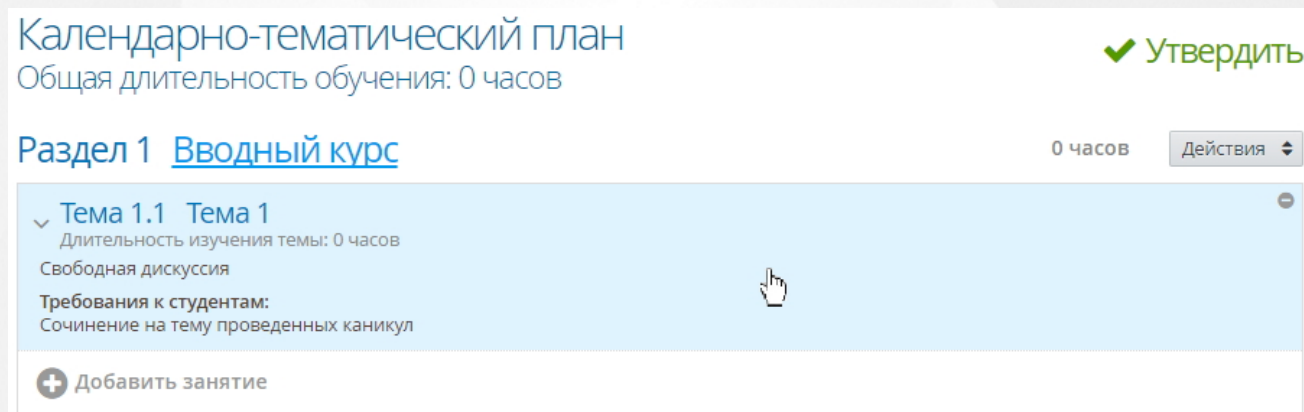 Календарно-тематический план
Общая длительность обучения: 0 часов
✔ Утвердить
Раздел 1 Вводный курс
0 часов
Действия
Тема 1.1 Тема 1
Длительность изучения темы: 0 часов
Свободная дискуссия
Требования к студентам:
Сочинение на тему проведенных каникул
Добавить занятие